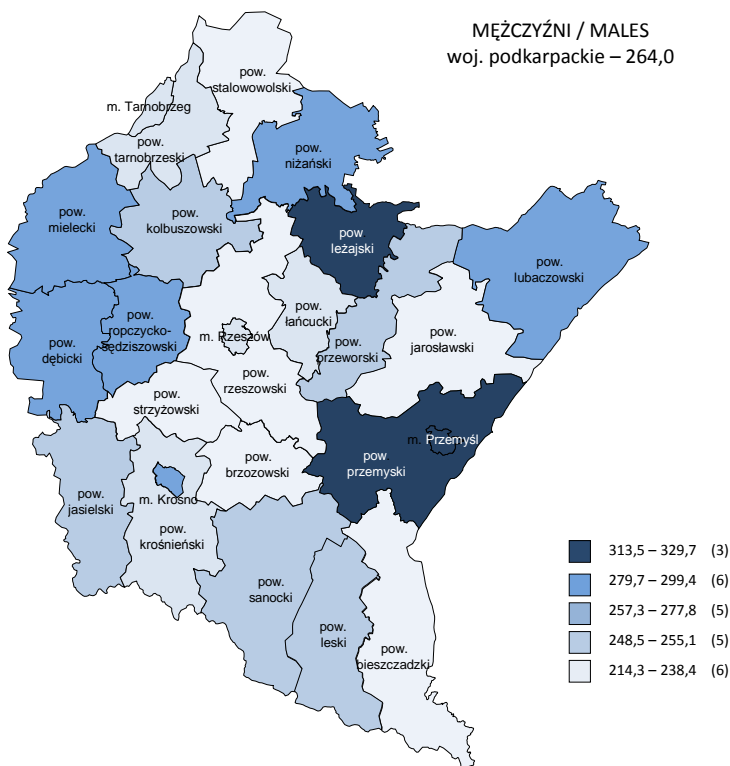 MĘŻCZYŹNI / MALES
woj. podkarpackie – 264,0
pow.
stalowowolski
m. Tarnobrzeg
pow.
tarnobrzeski
pow.
niżański
pow.
mielecki
pow.
kolbuszowski
pow.
leżajski
pow.
lubaczowski
pow.
dębicki
pow.
ropczycko-
sędziszowski
m. Rzeszów
pow.
łańcucki
pow.
przeworski
pow.
jarosławski
pow.
rzeszowski
pow.
strzyżowski
pow.
brzozowski
pow.
przemyski
m. Przemyśl
pow.
jasielski
m. Krosno
pow.
krośnieński
pow.
sanocki
pow.
leski
pow.
bieszczadzki
313,5 – 329,7 (3)
279,7 – 299,4 (6)
257,3 – 277,8 (5)
248,5 – 255,1 (5)
214,3 – 238,4 (6)